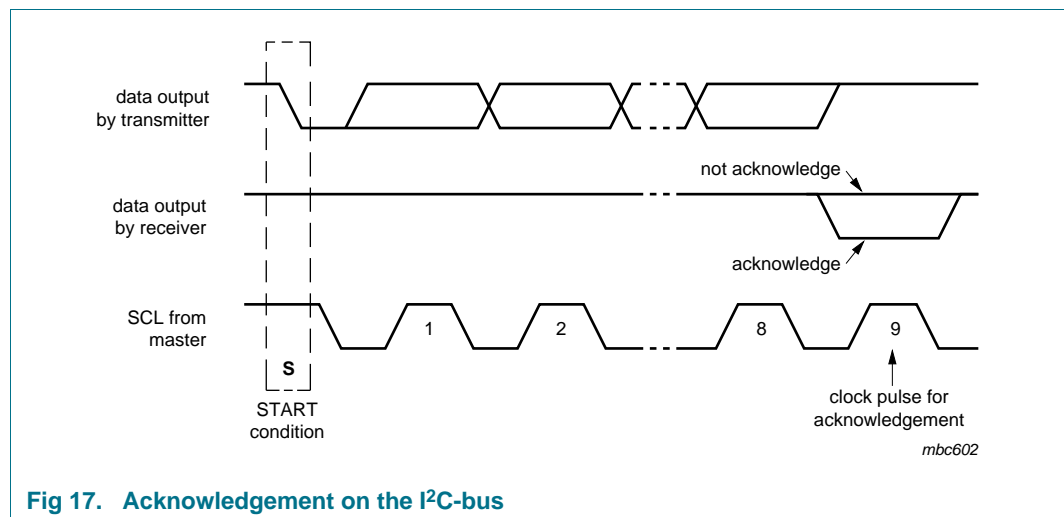 data output
by transmitter
not acknowledge
data output
by receiver
acknowledge
SCL from
master
1
2
8
9
S
START
condition
clock pulse for
acknowledgement
mbc602
Fig 17. Acknowledgement on the I²C-bus